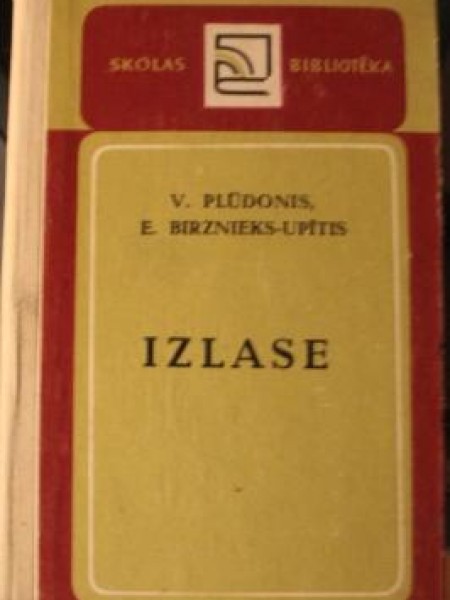 SKOLAS BIBLIOTĒKA
V. PLŪDONIS,
E. BIRZNIEKS-UPĪTIS
IZLASE